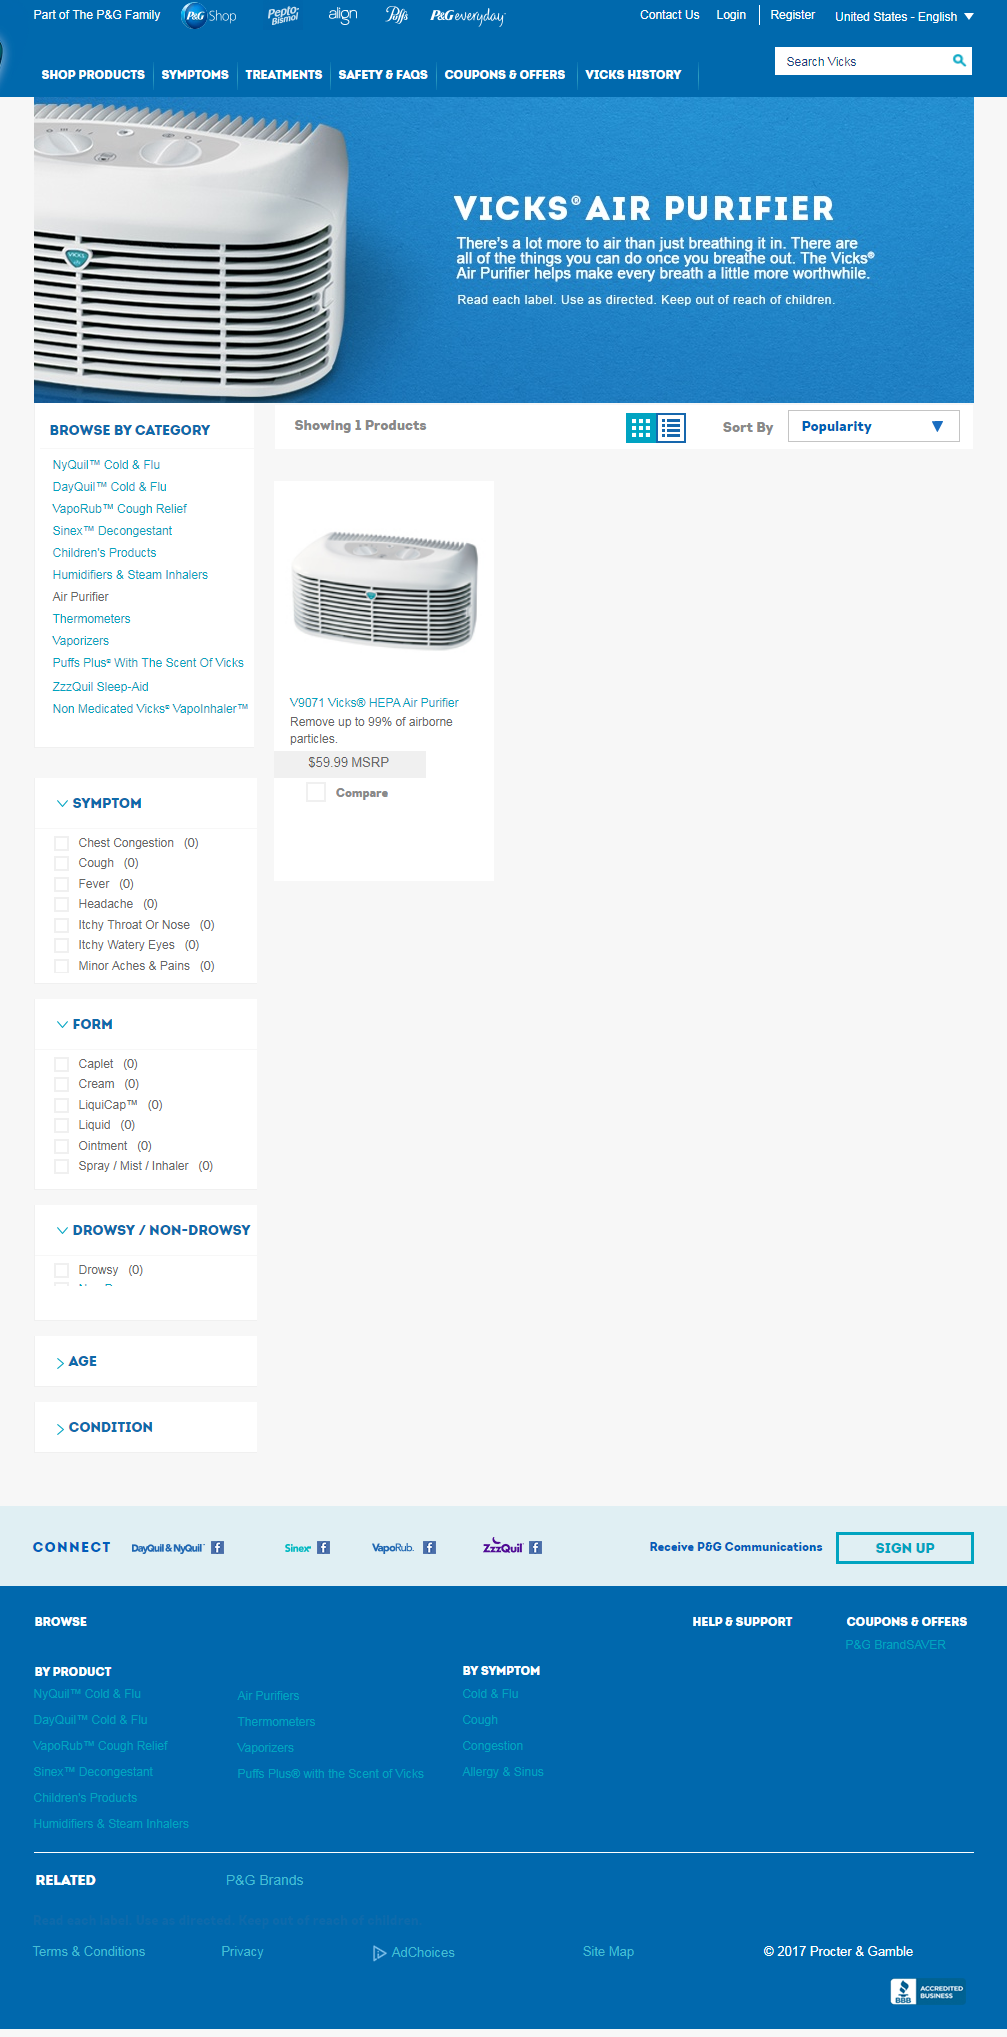 Part of The P&G Family
P&G Shop
Pepto Bismol
align
Puffs
P&G everyday
Contact Us
Login
Register
United States - English
SHOP PRODUCTS
SYMPTOMS
TREATMENTS
SAFETY & FAQS
COUPONS & OFFERS
VICKS HISTORY
Search Vicks
VICKS
VICKS® AIR PURIFIER
There's a lot more to air than just breathing it in. There are
all of the things you can do once you breathe out. The Vicks®
Air Purifier helps make every breath a little more worthwhile.
Read each label. Use as directed. Keep out of reach of children.
BROWSE BY CATEGORY
NyQuil™ Cold & Flu
DayQuil™ Cold & Flu
VapoRub™ Cough Relief
Sinex™ Decongestant
Children's Products
Humidifiers & Steam Inhalers
Air Purifier
Thermometers
Vaporizers
Puffs Plus® With The Scent Of Vicks
ZzzQuil Sleep-Aid
Non Medicated Vicks® VapoInhaler™
Showing 1 Products
Sort By
Popularity
V9071 Vicks® HEPA Air Purifier
Remove up to 99% of airborne
particles.
$59.99 MSRP
Compare
SYMPTOM
Chest Congestion (0)
Cough (0)
Fever (0)
Headache (0)
Itchy Throat Or Nose (0)
Itchy Watery Eyes (0)
Minor Aches & Pains (0)
FORM
Caplet (0)
Cream (0)
LiquiCap™ (0)
Liquid (0)
Ointment (0)
Spray / Mist / Inhaler (0)
DROWSY / NON-DROWSY
Drowsy (0)
AGE
CONDITION
CONNECT
DayQuil & NyQuil
Sinex
VapoRub.
ZzzQuil
Receive P&G Communications
SIGN UP
BROWSE
HELP & SUPPORT
COUPONS & OFFERS
P&G BrandSAVER
BY PRODUCT
NyQuil™ Cold & Flu
DayQuil™ Cold & Flu
VapoRub™ Cough Relief
Sinex™ Decongestant
Children's Products
Humidifiers & Steam Inhalers
Air Purifiers
Thermometers
Vaporizers
Puffs Plus® with the Scent of Vicks
BY SYMPTOM
Cold & Flu
Cough
Congestion
Allergy & Sinus
RELATED
P&G Brands
Read each label. Use as directed. Keep out of reach of children.
Terms & Conditions
Privacy
AdChoices
Site Map
© 2017 Procter & Gamble
BBB
ACCREDITED
BUSINESS